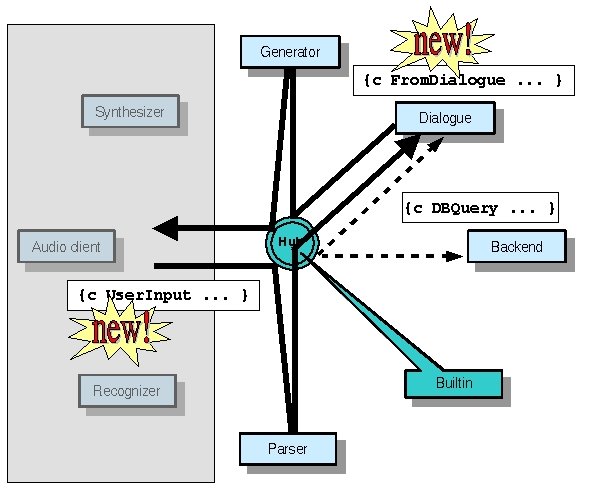 new!
Generator
{c FromDialogue ... }
Synthesizer
Dialogue
{c DBQuery ... }
Hub
Audio client
Backend
{c UserInput ... }
new!
Builtin
Recognizer
Parser